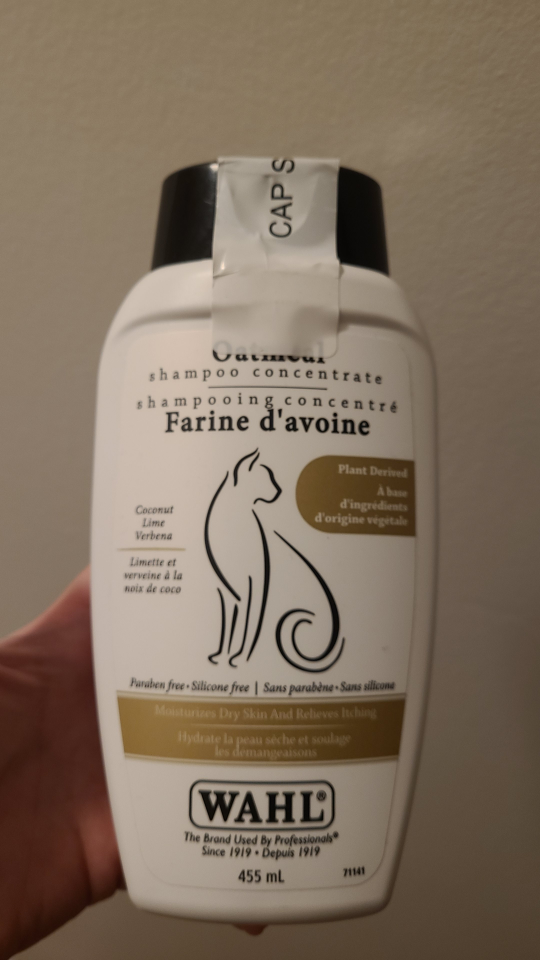 CAP S
Oatmeal
shampoo concentrate
shampooing concentré
Farine d'avoine
Plant Derived
À base
d'ingrédients
d'origine végétale
Coconut
Lime
Verbena
Limette et
verveine à la
noix de coco
Paraben free • Silicone free | Sans parabène • Sans silicone
Moisturizes Dry Skin And Relieves Itching
Hydrate la peau sèche et soulage
les démangeaisons
WAHL®
The Brand Used By Professionals®
Since 1919 • Depuis 1919
455 mL
71141